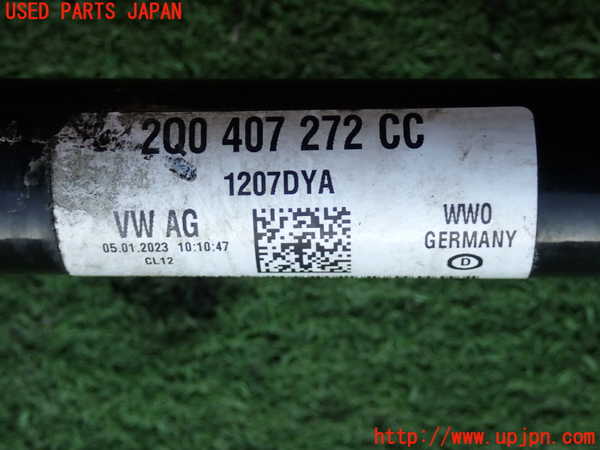 USED PARTS JAPAN
2Q0 407 272 CC
1207DYA
VW AG
05.01.2023 10:10:47
CL12
WWO
GERMANY
D
https://www.upjpn.com/